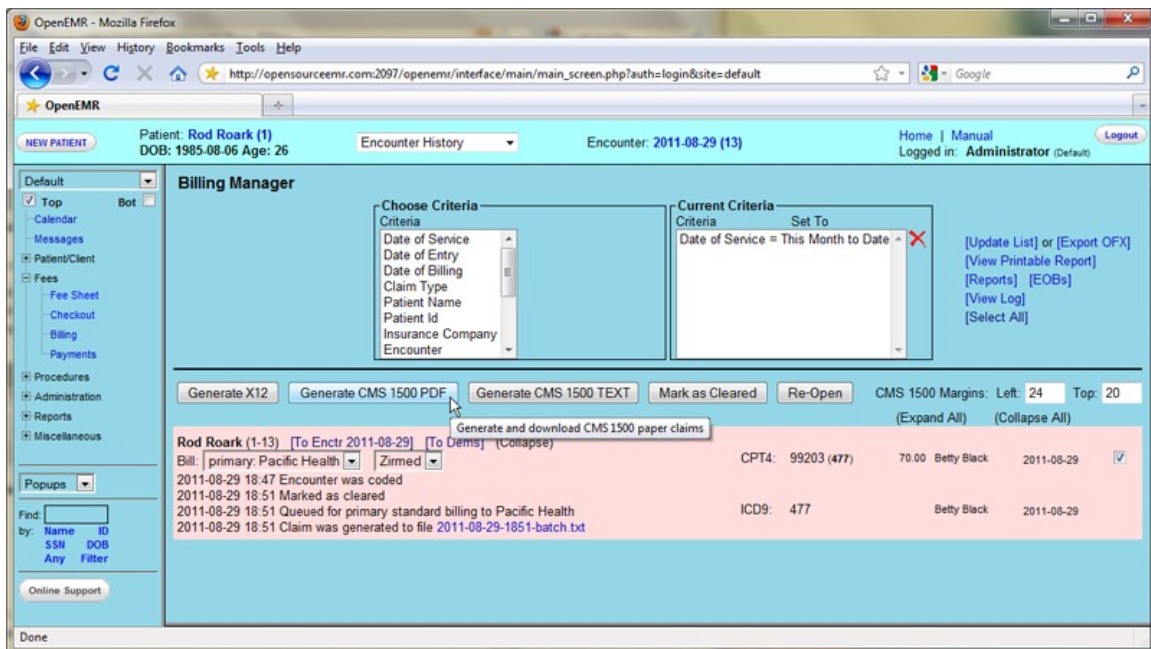 OpenEMR - Mozilla Firefox
File Edit View History Bookmarks Tools Help
http://opensourceemr.com:2097/openemr/interface/main/main_screen.php?auth=login&site=default
Google
OpenEMR
NEW PATIENT
Patient: Rod Roark (1)
DOB: 1985-08-06 Age: 26
Encounter History
Encounter: 2011-08-29 (13)
Home | Manual
Logged in: Administrator (Default)
Logout
Default
Top Bot
Calendar
Messages
Patient/Client
Fees
Fee Sheet
Checkout
Billing
Payments
Procedures
Administration
Reports
Miscellaneous
Popups
Find:
by: Name ID
SSN DOB
Any Filter
Online Support
Billing Manager
Choose Criteria
Criteria
Date of Service
Date of Entry
Date of Billing
Claim Type
Patient Name
Patient Id
Insurance Company
Encounter
Current Criteria
Criteria Set To
Date of Service = This Month to Date
[Update List] or [Export OFX]
[View Printable Report]
[Reports] [EOBs]
[View Log]
[Select All]
Generate X12 Generate CMS 1500 PDF Generate CMS 1500 TEXT Mark as Cleared Re-Open CMS 1500 Margins: Left: 24 Top: 20
(Expand All) (Collapse All)
Generate and download CMS 1500 paper claims
Rod Roark (1-13) [To Enctr 2011-08-29] [To Dems] (Collapse)
Bill: primary: Pacific Health Zirmed CPT4: 99203 (477) 70.00 Betty Black 2011-08-29
2011-08-29 18:47 Encounter was coded
2011-08-29 18:51 Marked as cleared
2011-08-29 18:51 Queued for primary standard billing to Pacific Health ICD9: 477 Betty Black 2011-08-29
2011-08-29 18:51 Claim was generated to file 2011-08-29-1851-batch.txt
Done